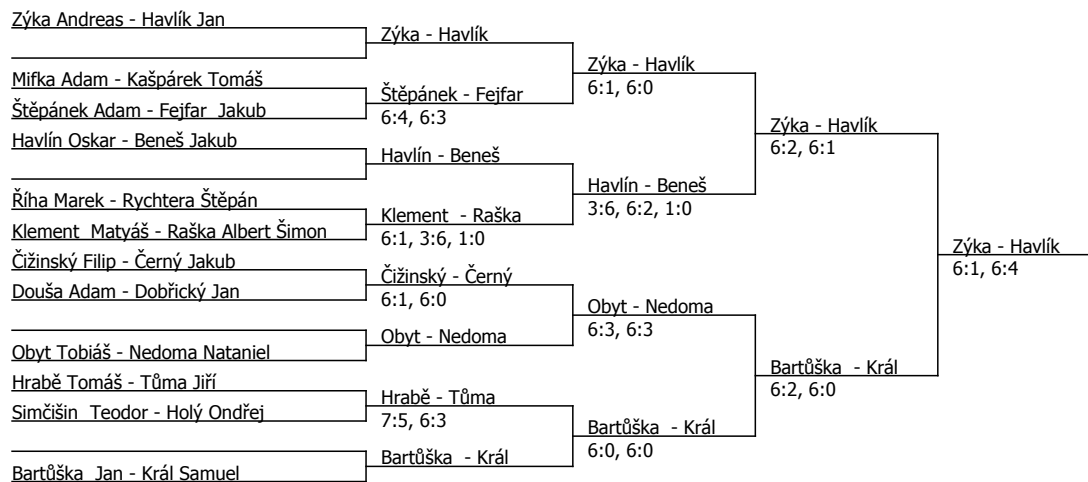 Zýka Andreas - Havlík Jan
Zýka - Havlík
Zýka - Havlík
6:1, 6:0
Mifka Adam - Kašpárek Tomáš
Štěpánek - Fejfar
6:4, 6:3
Štěpánek Adam - Fejfar Jakub
Zýka - Havlík
6:2, 6:1
Havlín Oskar - Beneš Jakub
Havlín - Beneš
Havlín - Beneš
3:6, 6:2, 1:0
Říha Marek - Rychtera Štěpán
Klement - Raška
6:1, 3:6, 1:0
Klement Matyáš - Raška Albert Šimon
Zýka - Havlík
6:1, 6:4
Čižinský Filip - Černý Jakub
Čižinský - Černý
6:1, 6:0
Douša Adam - Dobřický Jan
Obyt - Nedoma
6:3, 6:3
Obyt - Nedoma
Obyt Tobiáš - Nedoma Nataniel
Bartůška - Král
6:2, 6:0
Hrabě Tomáš - Tůma Jiří
Hrabě - Tůma
7:5, 6:3
Simčišin Teodor - Holý Ondřej
Bartůška - Král
6:0, 6:0
Bartůška - Král
Bartůška Jan - Král Samuel